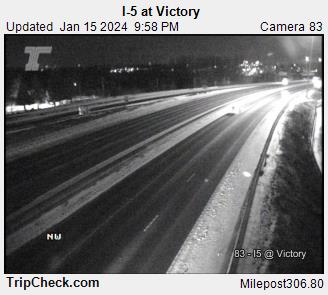 I-5 at Victory
Updated Jan 15 2024 9:58 PM Camera 83
T
NW
83 - I5 @ Victory
TripCheck.com Milepost306.80